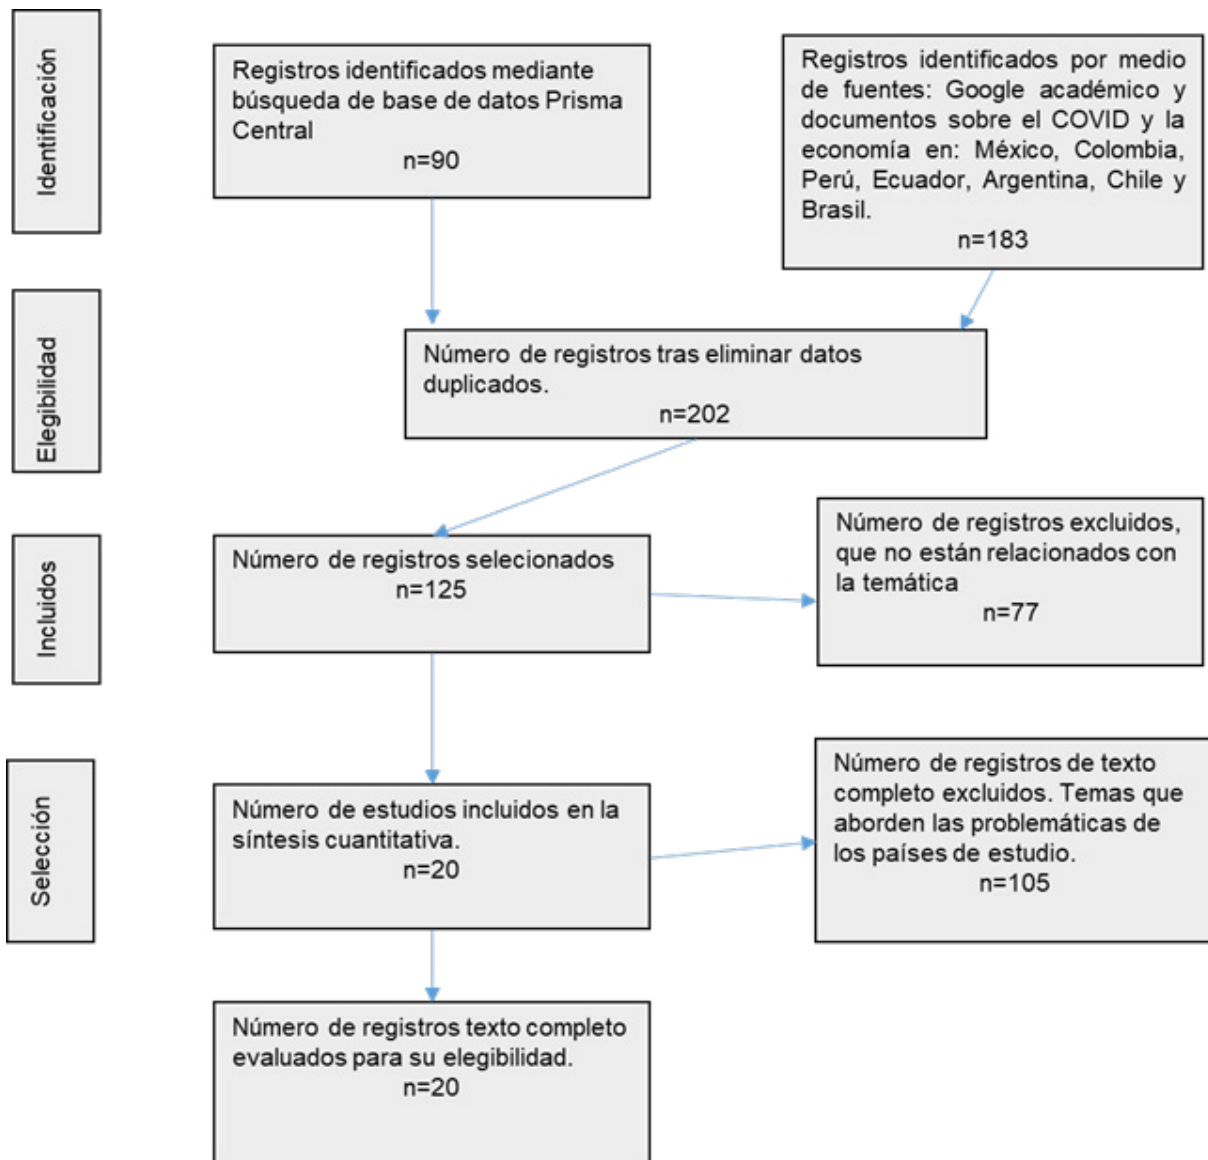 Identificación
Registros identificados mediante
búsqueda de base de datos Prisma
Central
n=90
Registros identificados por medio
de fuentes: Google académico y
documentos sobre el COVID y la
economía en: México, Colombia,
Perú, Ecuador, Argentina, Chile y
Brasil.
n=183
Elegibilidad
Número de registros tras eliminar datos
duplicados.
n=202
Incluidos
Número de registros selecionados
n=125
Número de registros excluidos,
que no están relacionados con
la temática
n=77
Selección
Número de estudios incluidos en la
síntesis cuantitativa.
n=20
Número de registros de texto
completo excluidos. Temas que
aborden las problemáticas de
los países de estudio.
n=105
Número de registros texto completo
evaluados para su elegibilidad.
n=20